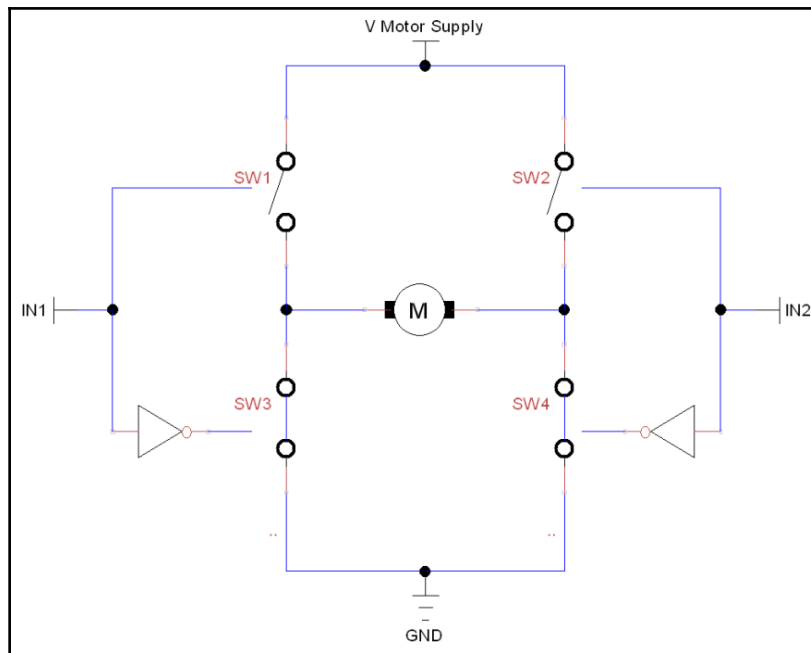 V Motor Supply
SW1
SW2
IN1
M
IN2
SW3
SW4
..
..
GND